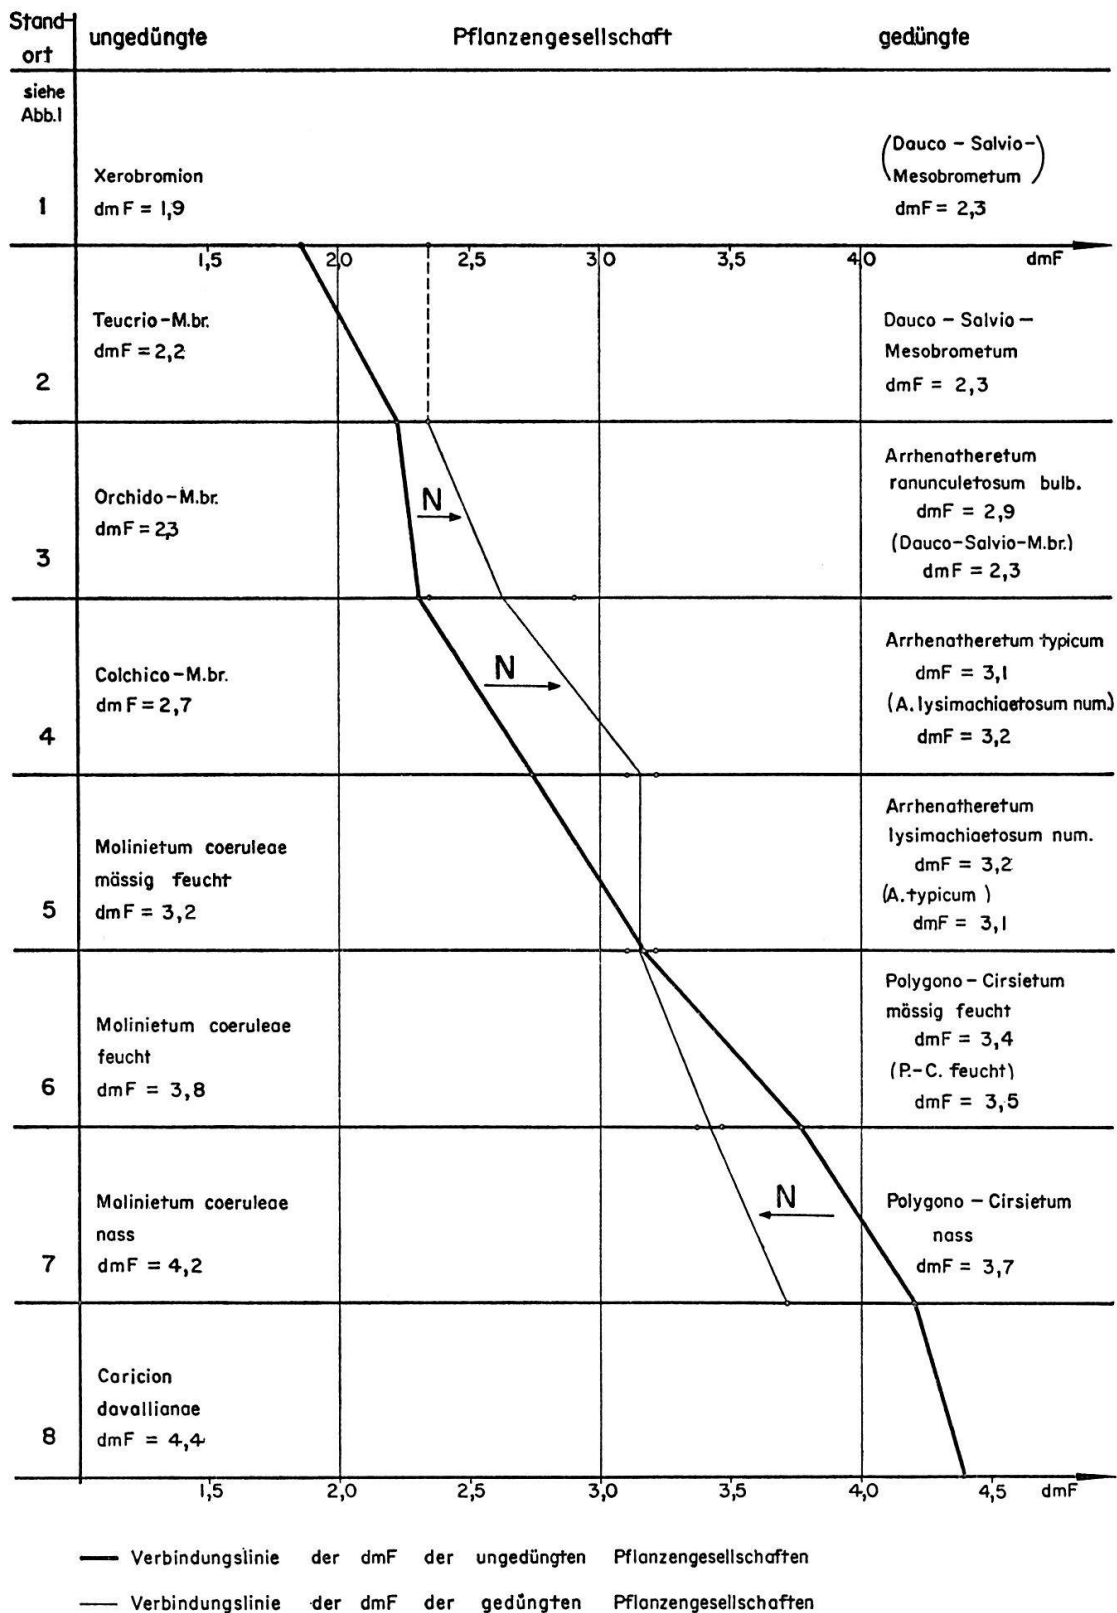 Stand-
ort
ungedüngte Pflanzengesellschaft gedüngte
siehe
Abb.1
1
Xerobromion
dmF = 1,9
(Dauco - Salvio-
Mesobrometum)
dmF = 2,3
1,5 2,0 2,5 3,0 3,5 4,0 dmF
2
Teucrio-M.br.
dmF = 2,2
Dauco - Salvio-
Mesobrometum
dmF = 2,3
3
Orchido-M.br.
dmF = 2,3
N
Arrhenatheretum
ranunculetosum bulb.
dmF = 2,9
(Dauco-Salvio-M.br.)
dmF = 2,3
4
Colchico-M.br.
dmF = 2,7
N
Arrhenatheretum typicum
dmF = 3,1
(A. lysimachiaetosum num.)
dmF = 3,2
5
Molinietum coeruleae
mässig feucht
dmF = 3,2
Arrhenatheretum
lysimachiaetosum num.
dmF = 3,2
(A. typicum )
dmF = 3,1
6
Molinietum coeruleae
feucht
dmF = 3,8
Polygono - Cirsietum
mässig feucht
dmF = 3,4
(P.-C. feucht)
dmF = 3,5
7
Molinietum coeruleae
nass
dmF = 4,2
N
Polygono - Cirsietum
nass
dmF = 3,7
8
Caricion
davallianae
dmF = 4,4
1,5 2,0 2,5 3,0 3,5 4,0 4,5 dmF
Verbindungslinie der dmF der ungedüngten Pflanzengesellschaften
Verbindungslinie der dmF der gedüngten Pflanzengesellschaften